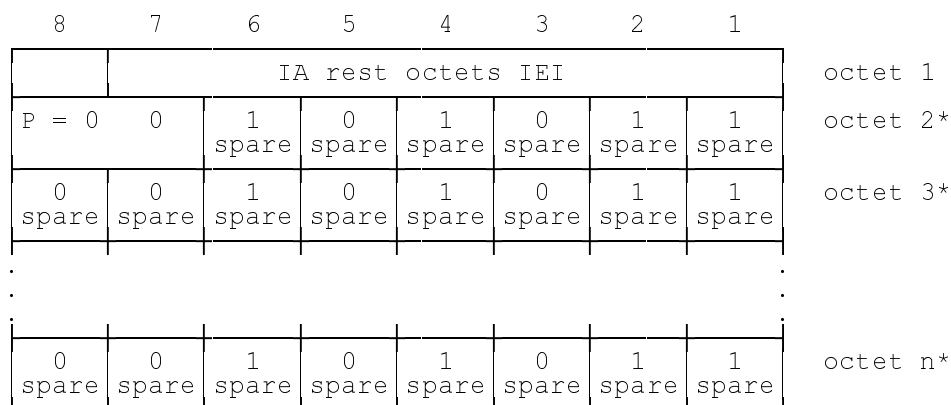 8 7 6 5 4 3 2 1
IA rest octets IEI octet 1
P = 0 0 1 0 1 0 1 1 octet 2*
spare spare spare spare spare spare
0 0 1 0 1 0 1 1 octet 3*
spare spare spare spare spare spare spare spare
0 0 1 0 1 0 1 1 octet n*
spare spare spare spare spare spare spare spare